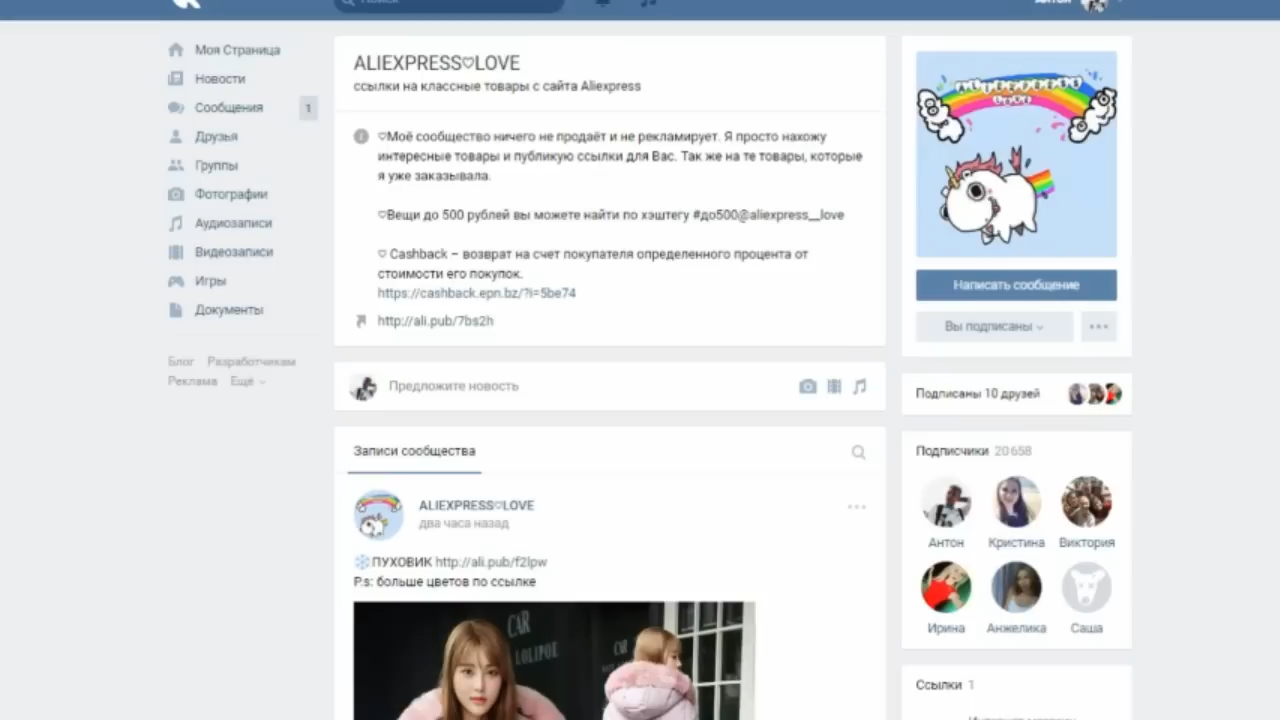 Поиск
Антон
Моя Страница
Новости
Сообщения 1
Друзья
Группы
Фотографии
Аудиозаписи
Видеозаписи
Игры
Документы
Блог Разработчикам
Реклама Ещё
ALIEXPRESS♡LOVE
ссылки на классные товары с сайта Aliexpress
♡Моё сообщество ничего не продаёт и не рекламирует. Я просто нахожу
интересные товары и публикую ссылки для Вас. Так же на те товары, которые
я уже заказывала.
♡Вещи до 500 рублей вы можете найти по хэштегу #до500@aliexpress__love
♡ Cashback – возврат на счет покупателя определенного процента от
стоимости его покупок.
https://cashback.epn.bz/?i=5be74
http://ali.pub/7bs2h
Предложите новость
Записи сообщества
ALIEXPRESS♡LOVE
два часа назад
❄ПУХОВИК http://ali.pub/f2lpw
P.s: больше цветов по ссылке
CAR
LOLIPOE
CAR
Написать сообщение
Вы подписаны
Подписаны 10 друзей
Подписчики 20 658
Антон Кристина Виктория
Ирина Анжелика Саша
Ссылки 1